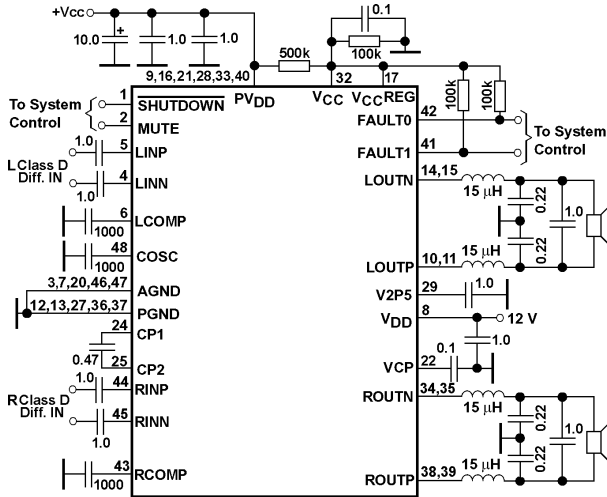 +Vcc
10.0
+
1.0
1.0
0.1
100k
500k
9,16,21,28,33,40
32
17
PVDD
VCC
VCCREG
100k
100k
To System
Control
1
SHUTDOWN
2
MUTE
42
FAULT0
41
FAULT1
To System
Control
LClass D
Diff. IN
1.0
5
LINP
4
LINN
1.0
14,15
LOUTN
15 µH
0.22
0.22
1.0
6
LCOMP
1000
48
COSC
1000
10,11
LOUTP
15 µH
3,7,20,46,47
AGND
12,13,27,36,37
PGND
29
V2P5
1.0
8
VDD
12 V
1.0
24
CP1
0.47
25
CP2
22
VCP
0.1
RClass D
Diff. IN
1.0
44
RINP
45
RINN
1.0
34,35
ROUTN
15 µH
0.22
0.22
1.0
43
RCOMP
1000
38,39
ROUTP
15 µH